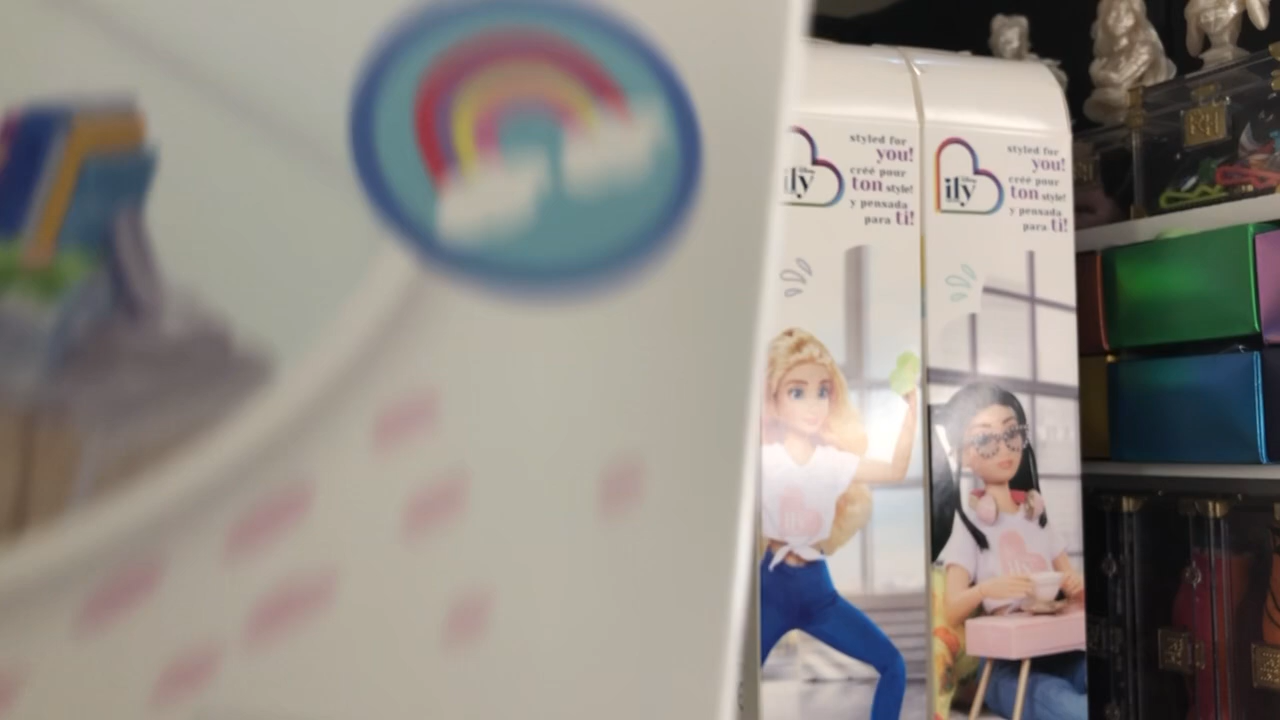 styled for
you!
créé pour
ton style!
y pensada
para ti!
ily
styled for
you!
créé pour
ton style!
y pensada
para ti!
ily